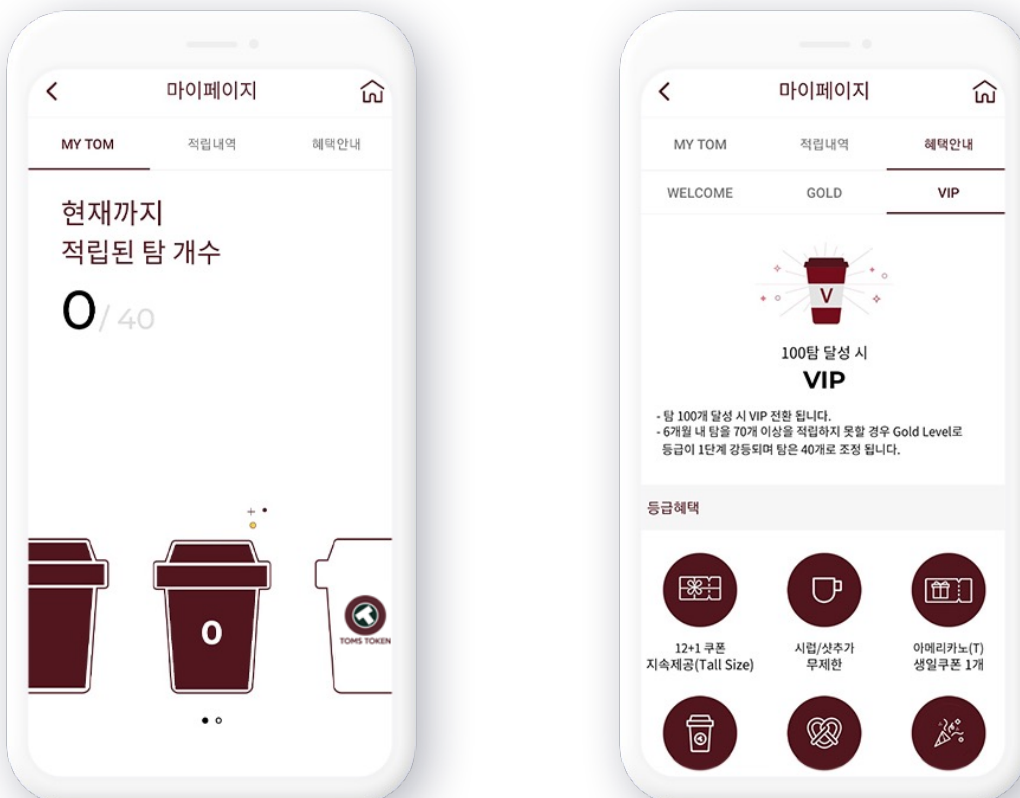 마이페이지
MY TOM 적립내역 혜택안내
현재까지
적립된 탐 개수
0 / 40
0
TOMS TOKEN
마이페이지
MY TOM 적립내역 혜택안내
WELCOME GOLD VIP
V
100탐 달성 시
VIP
- 탐 100개 달성 시 VIP 전환 됩니다.
- 6개월 내 탐을 70개 이상을 적립하지 못할 경우 Gold Level로
등급이 1단계 강등되며 탐은 40개로 조정 됩니다.
등급혜택
12+1 쿠폰
지속제공(Tall Size)
시럽/샷추가
무제한
아메리카노(T)
생일쿠폰 1개